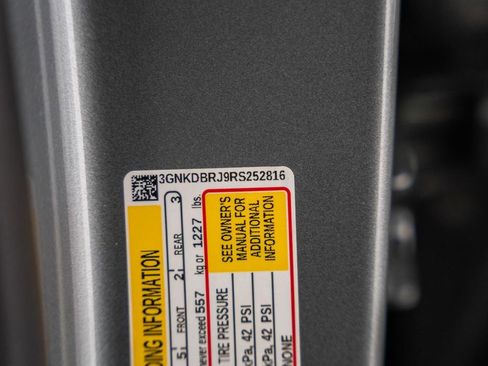 3GNKDBRJ9RS252816
DING INFORMATION
5 FRONT 2 REAR 3
never exceed 557 kg or 1227 lbs.
SEE OWNER'S
MANUAL FOR
ADDITIONAL
INFORMATION
TIRE PRESSURE
kPa, 42 PSI
kPa, 42 PSI
NONE